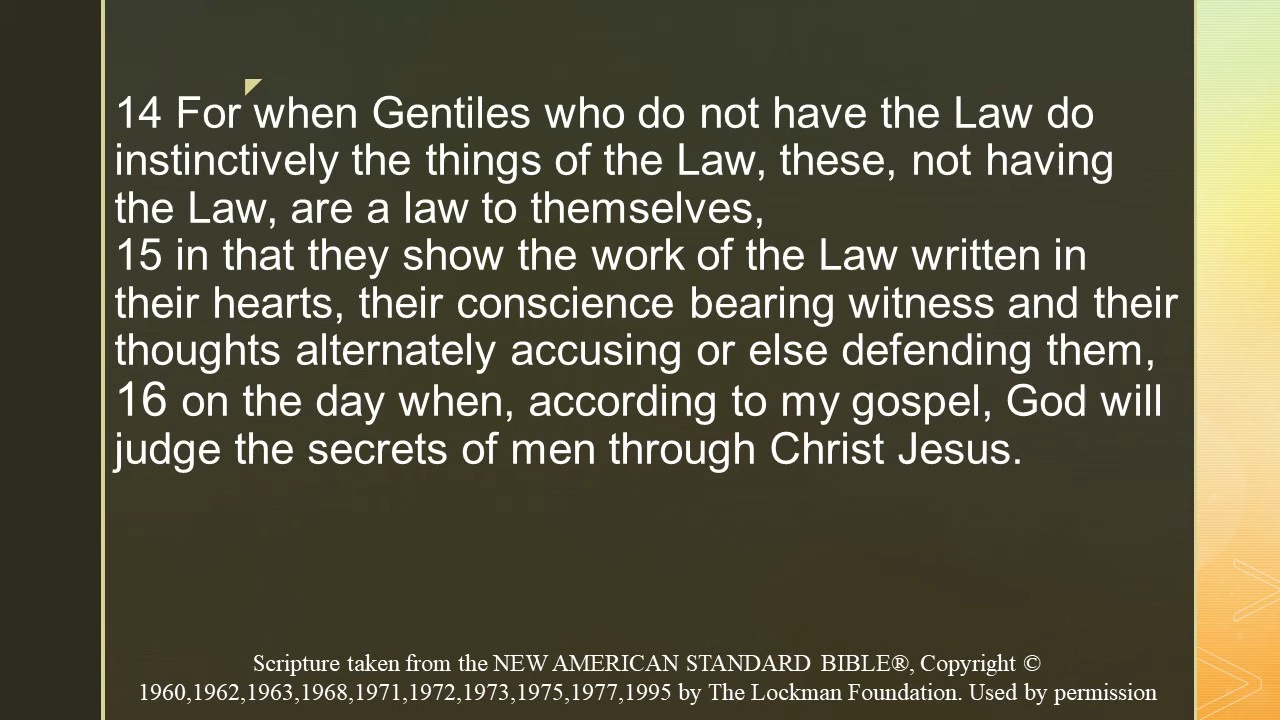 14 For when Gentiles who do not have the Law do
instinctively the things of the Law, these, not having
the Law, are a law to themselves,
15 in that they show the work of the Law written in
their hearts, their conscience bearing witness and their
thoughts alternately accusing or else defending them,
16 on the day when, according to my gospel, God will
judge the secrets of men through Christ Jesus.
Scripture taken from the NEW AMERICAN STANDARD BIBLE®, Copyright ©
1960,1962,1963,1968,1971,1972,1973,1975,1977,1995 by The Lockman Foundation. Used by permission